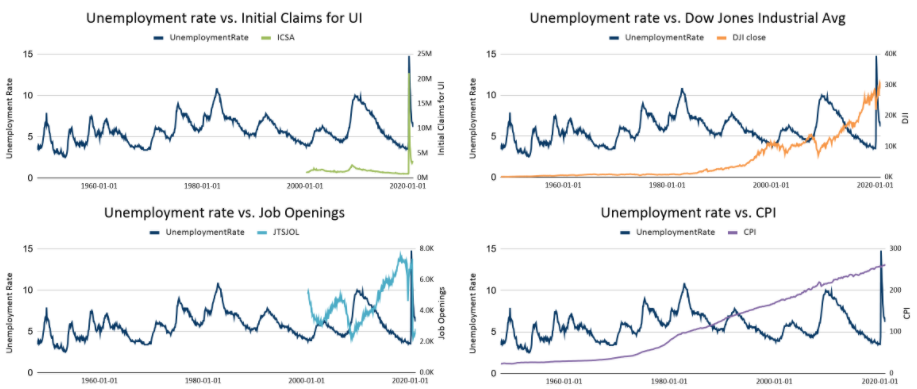 Unemployment rate vs. Initial Claims for UI
UnemploymentRate ICSA
Unemployment Rate
15
10
5
0
25M
20M
15M
10M
5M
0M
Initial Claims for UI
1960-01-01 1980-01-01 2000-01-01 2020-01-01
Unemployment rate vs. Dow Jones Industrial Avg
UnemploymentRate DJI close
Unemployment Rate
15
10
5
0
40K
30K
20K
10K
0K
DJI
1960-01-01 1980-01-01 2000-01-01 2020-01-01
Unemployment rate vs. Job Openings
UnemploymentRate JTSJOL
Unemployment Rate
15
10
5
0
8.0K
6.0K
4.0K
2.0K
0.0K
Job Openings
1960-01-01 1980-01-01 2000-01-01 2020-01-01
Unemployment rate vs. CPI
UnemploymentRate CPI
Unemployment Rate
15
10
5
0
300
200
100
0
CPI
1960-01-01 1980-01-01 2000-01-01 2020-01-01